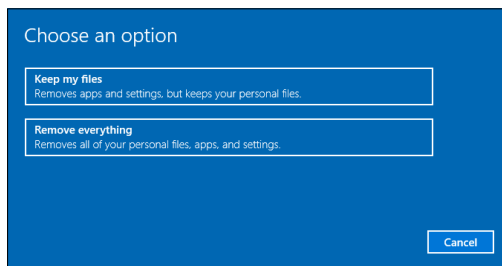 Choose an option
Keep my files
Removes apps and settings, but keeps your personal files.
Remove everything
Removes all of your personal files, apps, and settings.
Cancel